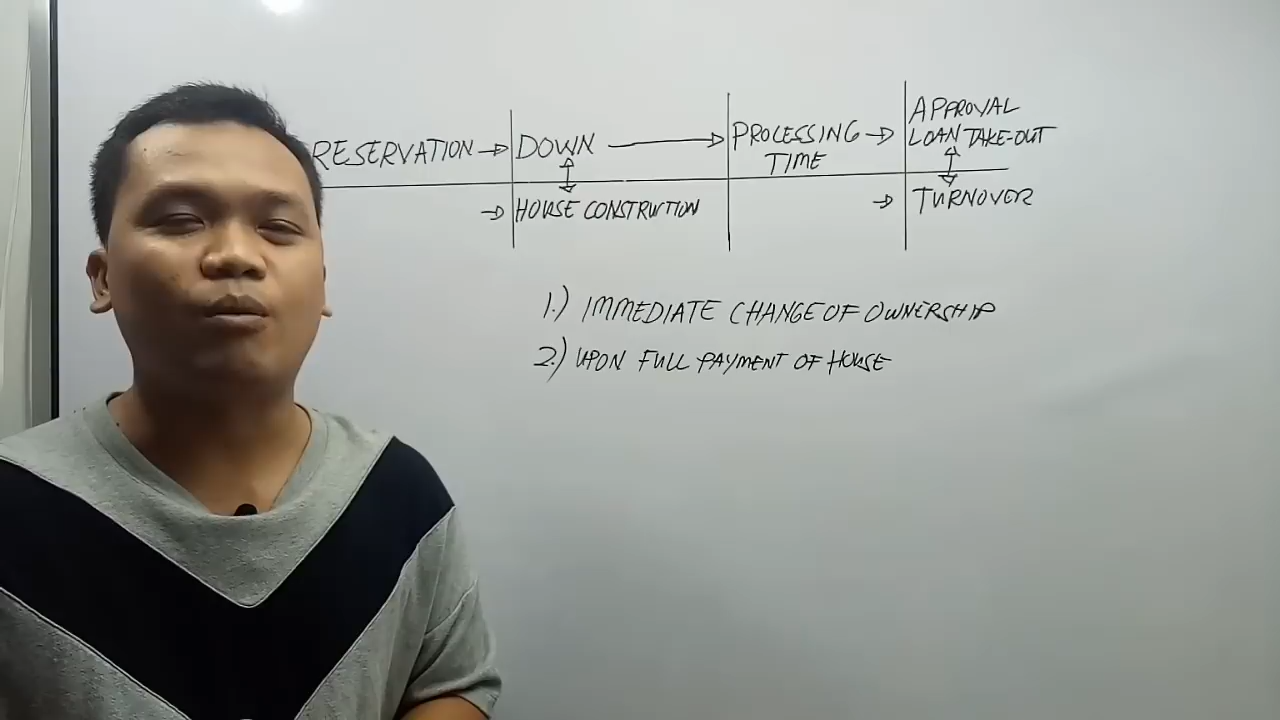 RESERVATION → DOWN → PROCESSING TIME → APPROVAL LOAN TAKE-OUT
→ HOUSE CONSTRUCTION → TURNOVER
1.) IMMEDIATE CHANGE OF OWNERSHIP
2.) UPON FULL PAYMENT OF HOUSE